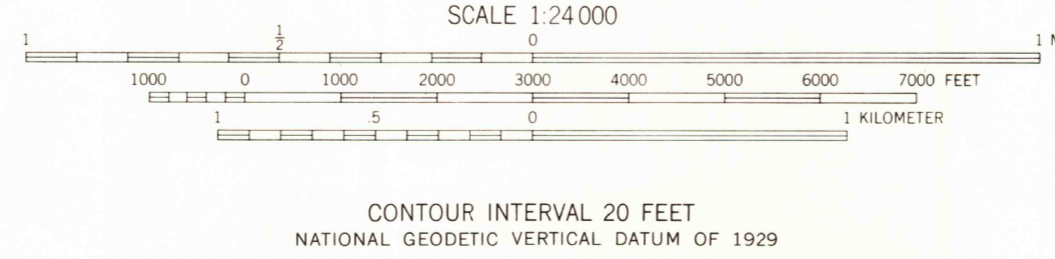 SCALE 1:24 000
1 ½ 0 1
1000 0 1000 2000 3000 4000 5000 6000 7000 FEET
1 .5 0 1 KILOMETER
CONTOUR INTERVAL 20 FEET
NATIONAL GEODETIC VERTICAL DATUM OF 1929